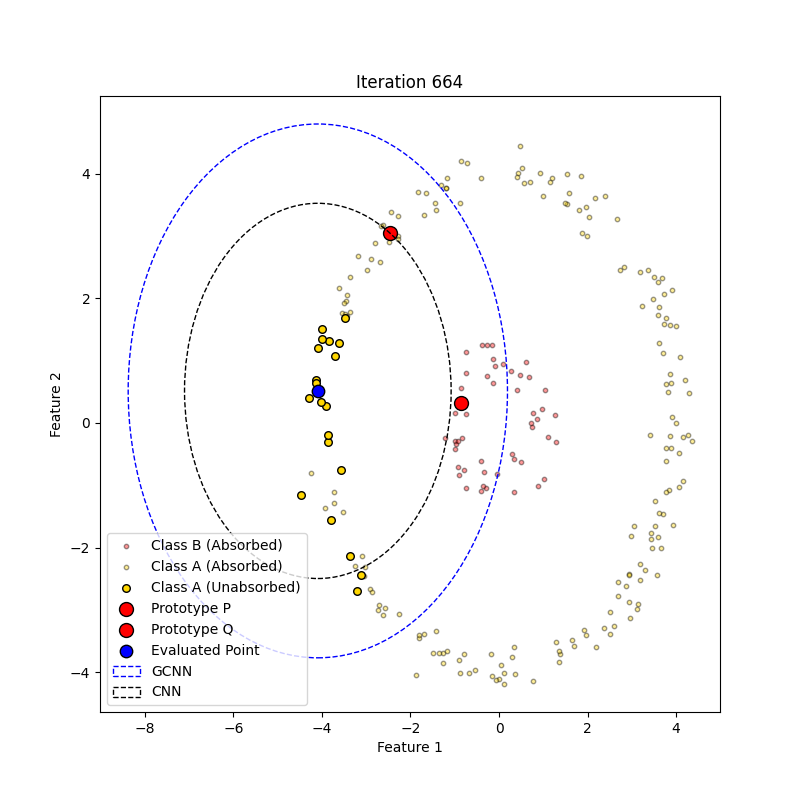 Iteration 664
Feature 2
4
2
0
−2
−4
Class B (Absorbed)
Class A (Absorbed)
Class A (Unabsorbed)
Prototype P
Prototype Q
Evaluated Point
GCNN
CNN
−8
−6
−4
−2
0
2
4
Feature 1